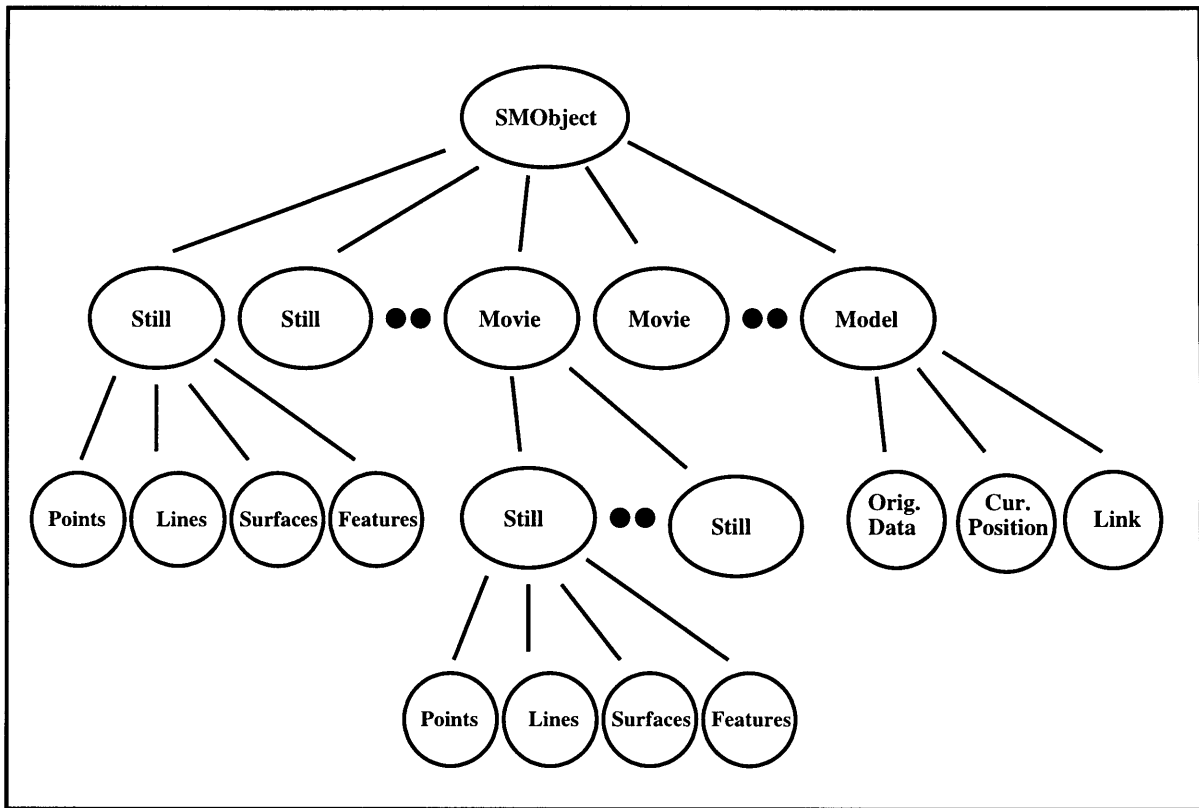 SMObject
Still
Still
Movie
Movie
Model
Points
Lines
Surfaces
Features
Still
Still
Orig.
Data
Cur.
Position
Link
Points
Lines
Surfaces
Features